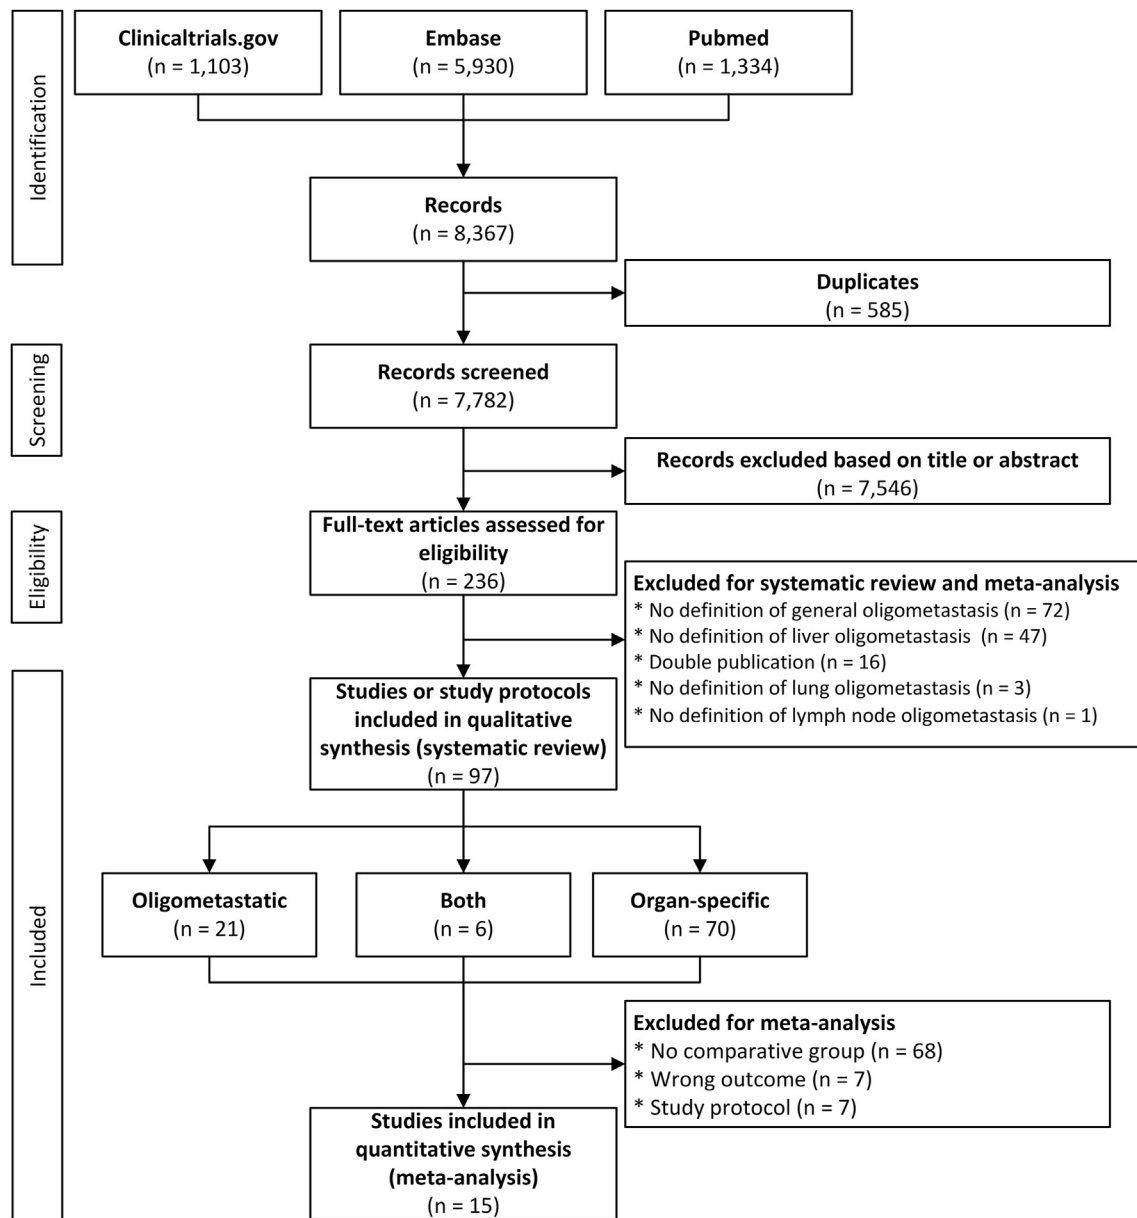 Identification
Clinicaltrials.gov
(n = 1,103)
Embase
(n = 5,930)
Pubmed
(n = 1,334)
Records
(n = 8,367)
Duplicates
(n = 585)
Screening
Records screened
(n = 7,782)
Records excluded based on title or abstract
(n = 7,546)
Eligibility
Full-text articles assessed for
eligibility
(n = 236)
Excluded for systematic review and meta-analysis
* No definition of general oligometastasis (n = 72)
* No definition of liver oligometastasis (n = 47)
* Double publication (n = 16)
* No definition of lung oligometastasis (n = 3)
* No definition of lymph node oligometastasis (n = 1)
Included
Studies or study protocols
included in qualitative
synthesis (systematic review)
(n = 97)
Oligometastatic
(n = 21)
Both
(n = 6)
Organ-specific
(n = 70)
Excluded for meta-analysis
* No comparative group (n = 68)
* Wrong outcome (n = 7)
* Study protocol (n = 7)
Studies included in
quantitative synthesis
(meta-analysis)
(n = 15)